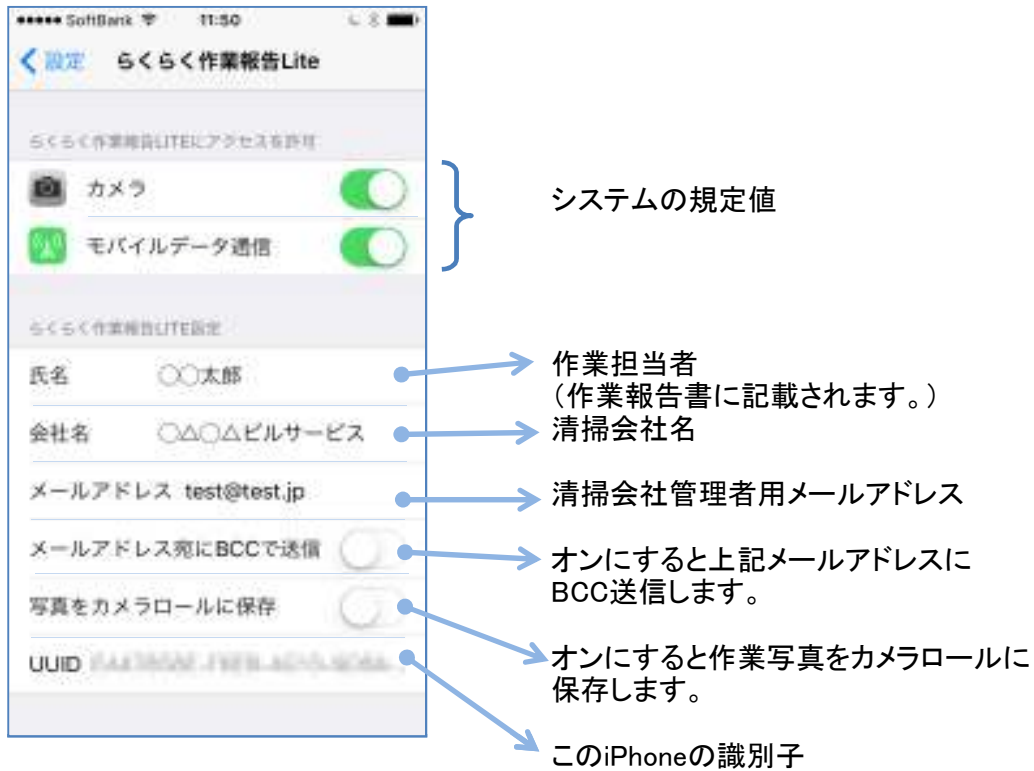 SoftBank 11:50
設定 らくらく作業報告Lite
らくらく作業報告LITEにアクセスを許可
カメラ
モバイルデータ通信
システムの規定値
らくらく作業報告LITE設定
氏名 〇〇太郎
作業担当者
（作業報告書に記載されます。）
会社名 〇△〇△ビルサービス
清掃会社名
メールアドレス test@test.jp
清掃会社管理者用メールアドレス
メールアドレス宛にBCCで送信
オンにすると上記メールアドレスに
BCC送信します。
写真をカメラロールに保存
オンにすると作業写真をカメラロールに
保存します。
UUID
このiPhoneの識別子